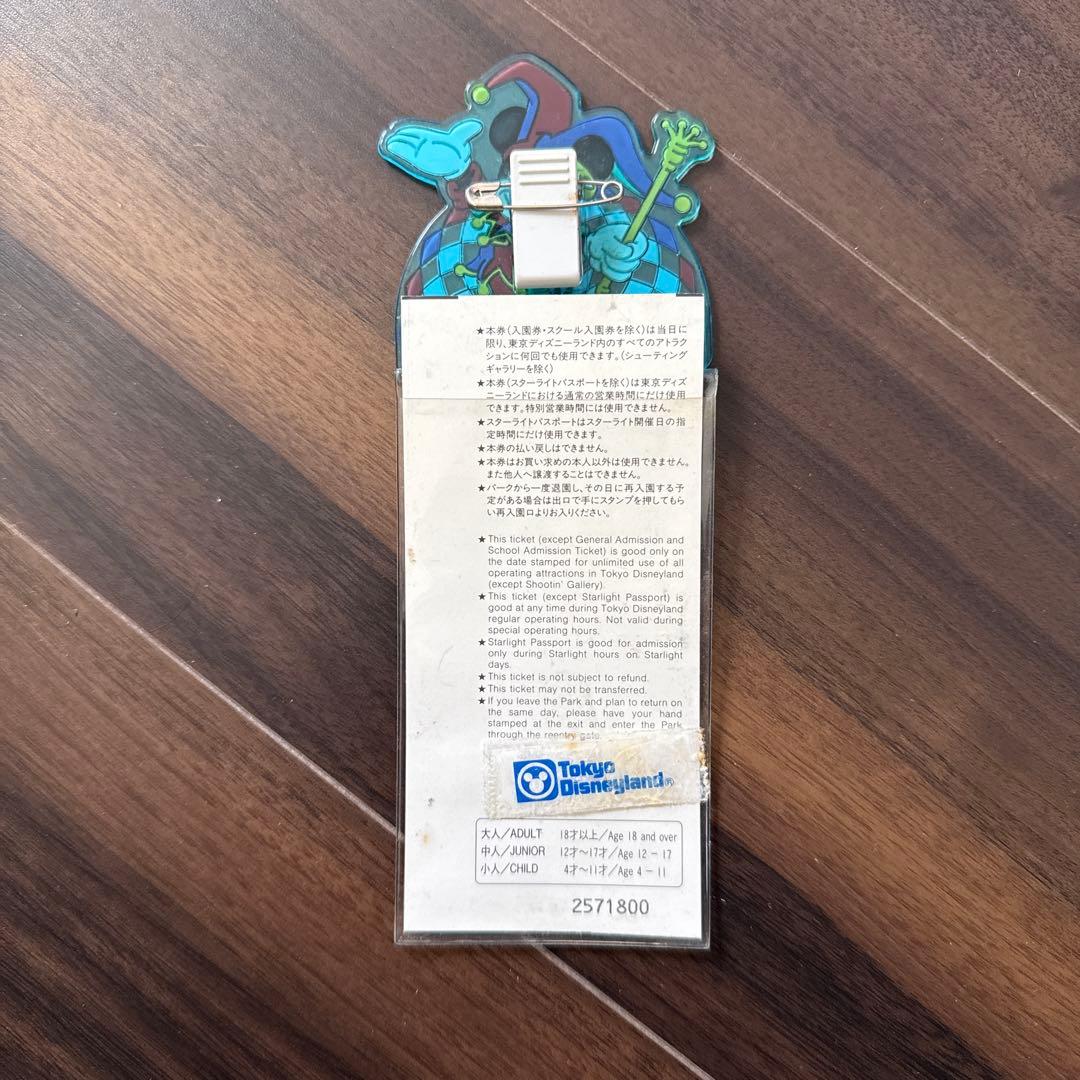 ★本券(入園券・スクール入園券を除く)は当日に
限り、東京ディズニーランド内のすべてのアトラ
クションに何回でも使用できます。(シューティング
ギャラリーを除く)
★本券(スターライトパスポートを除く)は東京ディズ
ニーランドにおける通常の営業時間にだけ使用
できます。特別営業時間には使用できません。
★スターライトパスポートはスターライト開催日の指
定時間にだけ使用できます。
★本券の払い戻しはできません。
★本券はお買い求めの本人以外は使用できません。
また他人へ譲渡することはできません。
★パークから一度退園し、その日に再入園する予
定がある場合は出口で手にスタンプを押してもら
い再入園口よりお入りください。
★This ticket (except General Admission and
School Admission Ticket) is good only on
the date stamped for unlimited use of all
operating attractions in Tokyo Disneyland
(except Shootin' Gallery).
★This ticket (except Starlight Passport) is
good at any time during Tokyo Disneyland
regular operating hours. Not valid during
special operating hours.
★Starlight Passport is good for admission
only during Starlight hours on Starlight
days.
★This ticket is not subject to refund.
★This ticket may not be transferred.
★If you leave the Park and plan to return on
the same day, please have your hand
stamped at the exit and enter the Park
through the reentry gate.
Tokyo
Disneyland®
大人/ADULT 18才以上/Age 18 and over
中人/JUNIOR 12才〜17才/Age 12 - 17
小人/CHILD 4才〜11才/Age 4 - 11
2571800